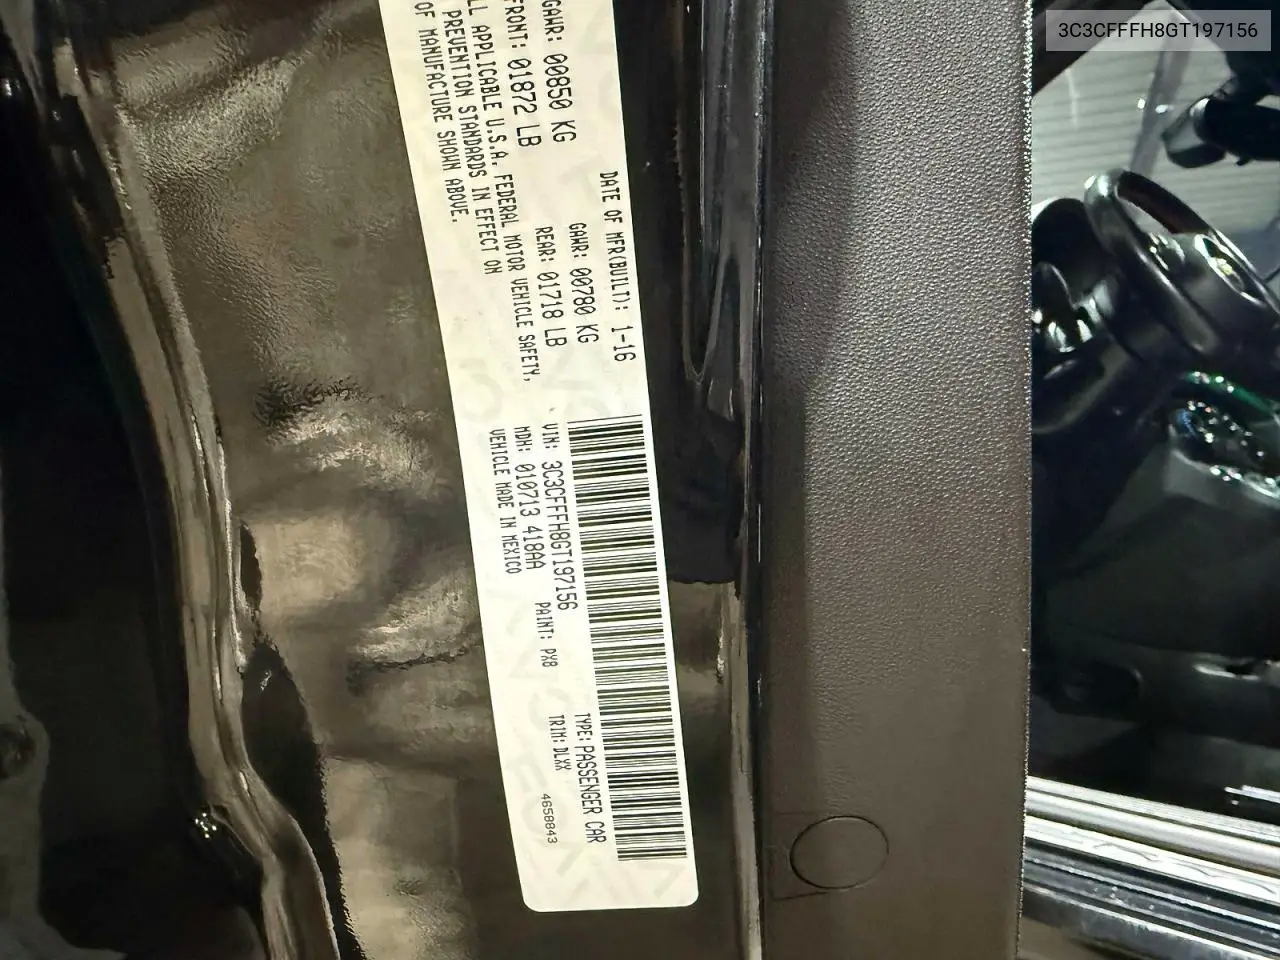 3C3CFFFH8GT197156
DATE OF MFR(BUILT): 1-16
GAWR: 00850 KG GAWR: 00780 KG
FRONT: 01872 LB REAR: 01718 LB
LL APPLICABLE U.S.A. FEDERAL MOTOR VEHICLE SAFETY,
PREVENTION STANDARDS IN EFFECT ON
OF MANUFACTURE SHOWN ABOVE.
VIN: 3C3CFFFH8GT197156 TYPE: PASSENGER CAR
MDH: 010713 418AA PAINT: PX8 TRIM: DLXX
VEHICLE MADE IN MEXICO 4658843